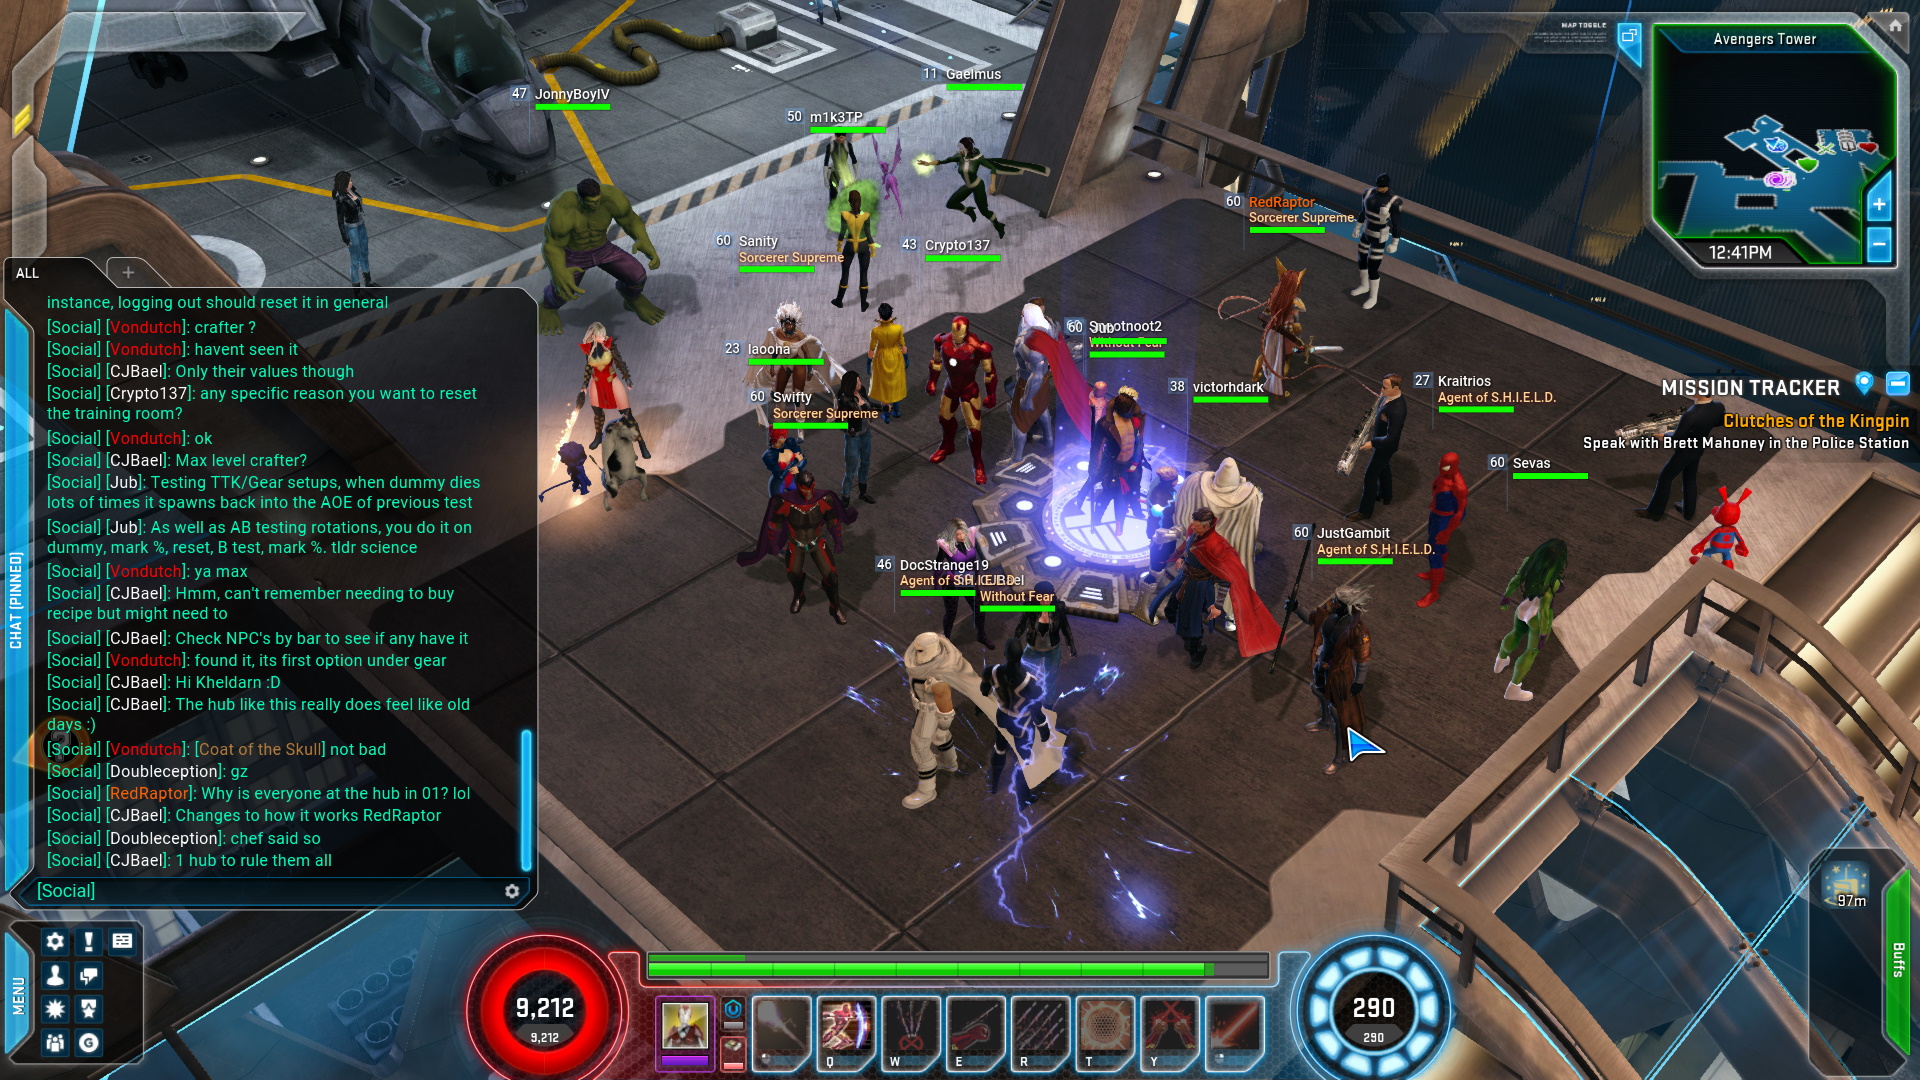 MAP TOGGLE
Avengers Tower
12:41PM
11 Gaelmus
47 JonnyBoyIV
50 m1k3TP
60 RedRaptor
Sorcerer Supreme
60 Sanity
Sorcerer Supreme
43 Crypto137
23 laooha
38 victorhdark
Without Fear
27 Kraitrios
Agent of S.H.I.E.L.D.
60 Swifty
Sorcerer Supreme
60 Sevas
60 JustGambit
Agent of S.H.I.E.L.D.
46 DocStrange19
Agent of S.H.I.E.L.D.
CJBael
Without Fear
MISSION TRACKER
Clutches of the Kingpin
Speak with Brett Mahoney in the Police Station
ALL
CHAT (PINNED)
instance, logging out should reset it in general
[Social] [Vondutch]: crafter ?
[Social] [Vondutch]: havent seen it
[Social] [CJBael]: Only their values though
[Social] [Crypto137]: any specific reason you want to reset
the training room?
[Social] [Vondutch]: ok
[Social] [CJBael]: Max level crafter?
[Social] [Jub]: Testing TTK/Gear setups, when dummy dies
lots of times it spawns back into the AOE of previous test
[Social] [Jub]: As well as AB testing rotations, you do it on
dummy, mark %, reset, B test, mark %. tldr science
[Social] [Vondutch]: ya max
[Social] [CJBael]: Hmm, can't remember needing to buy
recipe but might need to
[Social] [CJBael]: Check NPC's by bar to see if any have it
[Social] [Vondutch]: found it, its first option under gear
[Social] [CJBael]: Hi Kheldarn :D
[Social] [CJBael]: The hub like this really does feel like old
days :)
[Social] [Vondutch]: [Coat of the Skull] not bad
[Social] [Doubleception]: gz
[Social] [RedRaptor]: Why is everyone at the hub in 01? lol
[Social] [CJBael]: Changes to how it works RedRaptor
[Social] [Doubleception]: chef said so
[Social] [CJBael]: 1 hub to rule them all
[Social]
MENU
9,212
9,212
Q
W
E
R
T
Y
290
290
97m
Buffs